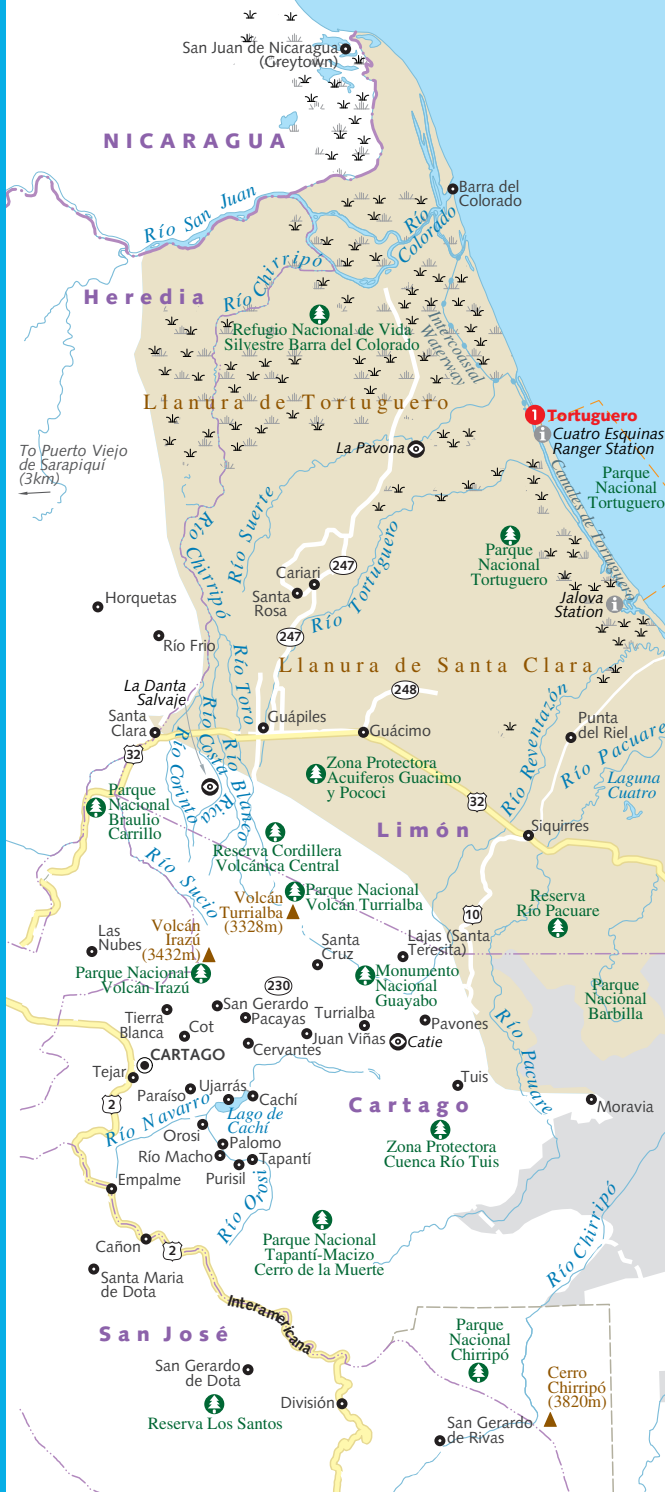 San Juan de Nicaragua
(Greytown)
NICARAGUA
Barra del
Colorado
Río San Juan
Río
Colorado
Río Chirripó
Heredia
Refugio Nacional de Vida
Silvestre Barra del Colorado
Intercoastal
Waterway
Llanura de Tortuguero
1 Tortuguero
i Cuatro Esquinas
Ranger Station
La Pavona
To Puerto Viejo
de Sarapiquí
(3km)
Parque
Nacional
Tortuguero
Canales de Tortuguero
Río Suerte
Río Chirripó
Parque
Nacional
Tortuguero
247
Cariari
Santa
Rosa
Río Tortuguero
Jalova
Station
i
Horquetas
Río Frio
247
Llanura de Santa Clara
Río Toro
La Danta
Salvaje
248
Santa
Clara
Guápiles
Guácimo
Río Reventazón
Punta
del Riel
Río Pacuare
32
Río Costa Rica
Río Corinto
Río Blanco
Zona Protectora
Acuiferos Guacimo
y Pococi
Laguna
Cuatro
Parque
Nacional
Braulio
Carrillo
32
Limón
Siquirres
Reserva Cordillera
Volcánica Central
Río Sucio
Volcán
Turrialba
(3328m)
Parque Nacional
Volcán Turrialba
Reserva
Río Pacuare
10
Las
Nubes
Volcán
Irazú
(3432m)
Santa
Cruz
Lajas (Santa
Teresita)
Parque Nacional
Volcán Irazú
Monumento
Nacional
Guayabo
230
Parque
Nacional
Barbilla
Tierra
Blanca
San Gerardo
Pacayas
Turrialba
Pavones
Cot
Cervantes
Juan Viñas
Catie
Río Pacuare
CARTAGO
Tejar
Tuis
Paraíso
Ujarrás
Cachí
2
Río Navarro
Lago de
Cachí
Cartago
Moravia
Orosi
Palomo
Río Macho
Tapantí
Purisil
Zona Protectora
Cuenca Río Tuis
Empalme
Río Orosi
Río Chirripó
Parque Nacional
Tapantí-Macizo
Cerro de la Muerte
Cañon
2
Santa Maria
de Dota
Interamericana
San José
Parque
Nacional
Chirripó
San Gerardo
de Dota
Cerro
Chirripó
(3820m)
División
Reserva Los Santos
San Gerardo
de Rivas